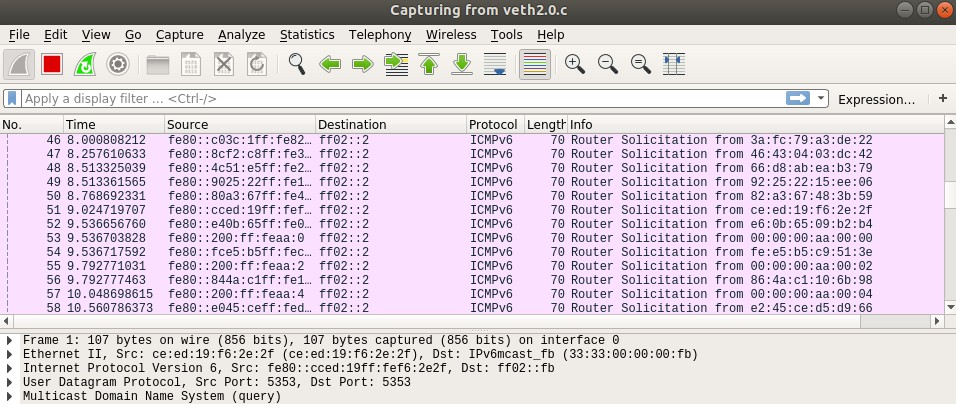 Capturing from veth2.0.c
File Edit View Go Capture Analyze Statistics Telephony Wireless Tools Help
Apply a display filter ... <Ctrl-/> Expression... +
No. Time Source Destination Protocol Length Info
46 8.000808212 fe80::c03c:1ff:fe82... ff02::2 ICMPv6 70 Router Solicitation from 3a:fc:79:a3:de:22
47 8.257610633 fe80::8cf2:c8ff:fe3... ff02::2 ICMPv6 70 Router Solicitation from 46:43:04:03:dc:42
48 8.513325039 fe80::4c51:e5ff:fe2... ff02::2 ICMPv6 70 Router Solicitation from 66:d8:ab:ea:b3:79
49 8.513361565 fe80::9025:22ff:fe1... ff02::2 ICMPv6 70 Router Solicitation from 92:25:22:15:ee:06
50 8.768692331 fe80::80a3:67ff:fe4... ff02::2 ICMPv6 70 Router Solicitation from 82:a3:67:48:3b:59
51 9.024719707 fe80::cced:19ff:fef... ff02::2 ICMPv6 70 Router Solicitation from ce:ed:19:f6:2e:2f
52 9.536656760 fe80::e40b:65ff:fe0... ff02::2 ICMPv6 70 Router Solicitation from e6:0b:65:09:b2:b4
53 9.536703828 fe80::200:ff:feaa:0 ff02::2 ICMPv6 70 Router Solicitation from 00:00:00:aa:00:00
54 9.536717592 fe80::fce5:b5ff:fec... ff02::2 ICMPv6 70 Router Solicitation from fe:e5:b5:c9:51:3e
55 9.792771031 fe80::200:ff:feaa:2 ff02::2 ICMPv6 70 Router Solicitation from 00:00:00:aa:00:02
56 9.792777463 fe80::844a:c1ff:fe1... ff02::2 ICMPv6 70 Router Solicitation from 86:4a:c1:10:6b:98
57 10.048698615 fe80::200:ff:feaa:4 ff02::2 ICMPv6 70 Router Solicitation from 00:00:00:aa:00:04
58 10.560786373 fe80::e045:ceff:fed... ff02::2 ICMPv6 70 Router Solicitation from e2:45:ce:d5:d9:66
Frame 1: 107 bytes on wire (856 bits), 107 bytes captured (856 bits) on interface 0
Ethernet II, Src: ce:ed:19:f6:2e:2f (ce:ed:19:f6:2e:2f), Dst: IPv6mcast_fb (33:33:00:00:00:fb)
Internet Protocol Version 6, Src: fe80::cced:19ff:fef6:2e2f, Dst: ff02::fb
User Datagram Protocol, Src Port: 5353, Dst Port: 5353
Multicast Domain Name System (query)